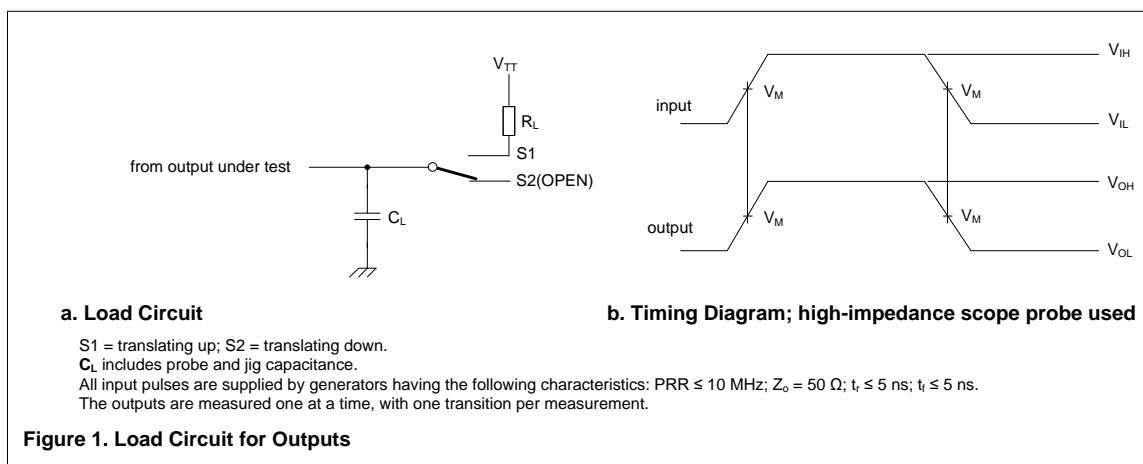 V_TT
R_L
S1
from output under test
S2(OPEN)
C_L
a. Load Circuit
V_IH
V_M
V_M
input
V_IL
V_OH
V_M
V_M
output
V_OL
b. Timing Diagram; high-impedance scope probe used
S1 = translating up; S2 = translating down.
C_L includes probe and jig capacitance.
All input pulses are supplied by generators having the following characteristics: PRR ≤ 10 MHz; Z_o = 50 Ω; t_r ≤ 5 ns; t_f ≤ 5 ns.
The outputs are measured one at a time, with one transition per measurement.
Figure 1. Load Circuit for Outputs